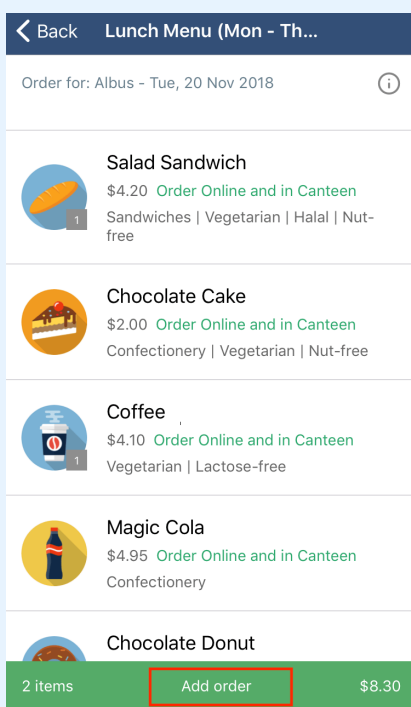 Back Lunch Menu (Mon - Th...
Order for: Albus - Tue, 20 Nov 2018
Salad Sandwich
$4.20 Order Online and in Canteen
1
Sandwiches | Vegetarian | Halal | Nut-
free
Chocolate Cake
$2.00 Order Online and in Canteen
Confectionery | Vegetarian | Nut-free
Coffee
$4.10 Order Online and in Canteen
1
Vegetarian | Lactose-free
Magic Cola
$4.95 Order Online and in Canteen
Confectionery
Chocolate Donut
2 items Add order $8.30